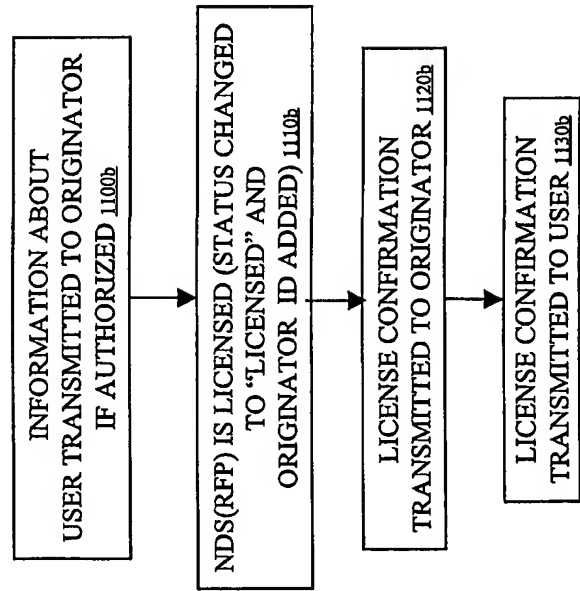 INFORMATION ABOUT
USER TRANSMITTED TO ORIGINATOR
IF AUTHORIZED 1100b
NDS(RFP) IS LICENSED (STATUS CHANGED
TO “LICENSED” AND
ORIGINATOR ID ADDED) 1110b
LICENSE CONFIRMATION
TRANSMITTED TO ORIGINATOR 1120b
LICENSE CONFIRMATION
TRANSMITTED TO USER 1130b